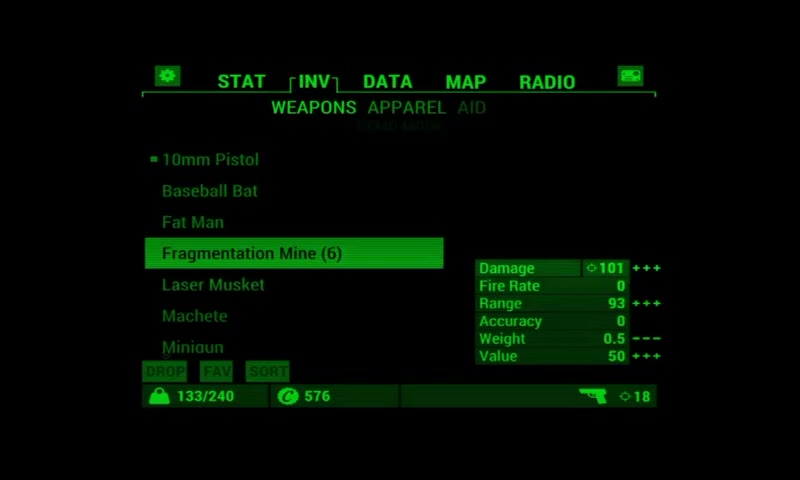 STAT INV DATA MAP RADIO
WEAPONS APPAREL AID
DEMO MODE
10mm Pistol
Baseball Bat
Fat Man
Fragmentation Mine (6)
Laser Musket
Machete
Minigun
Damage 101 +++
Fire Rate 0
Range 93 +++
Accuracy 0
Weight 0.5 ---
Value 50 +++
DROP FAV SORT
133/240 576 18